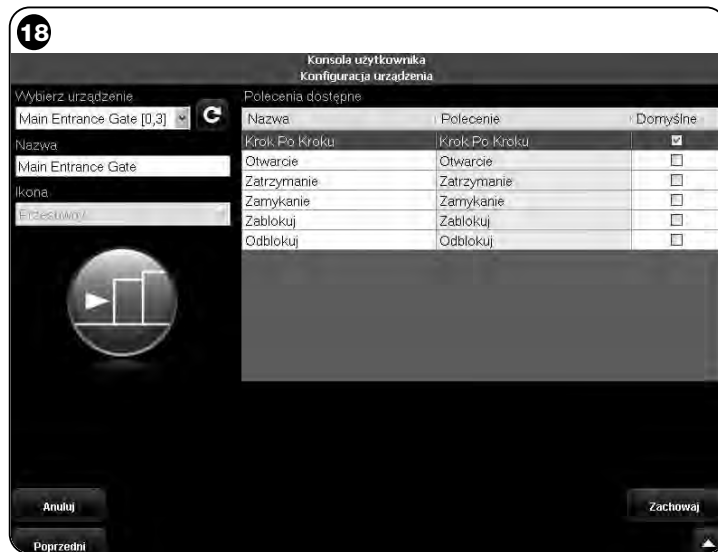 18
Konsola użytkownika
Konfiguracja urządzenia
Wybierz urządzenie
Main Entrance Gate [0,3]
Nazwa
Main Entrance Gate
Ikona
Przesuwny
Polecenia dostępne
Nazwa Polecenie Domyślne
Krok Po Kroku Krok Po Kroku
Otwarcie Otwarcie
Zatrzymanie Zatrzymanie
Zamykanie Zamykanie
Zablokuj Zablokuj
Odblokuj Odblokuj
Anuluj
Zachowaj
Poprzedni